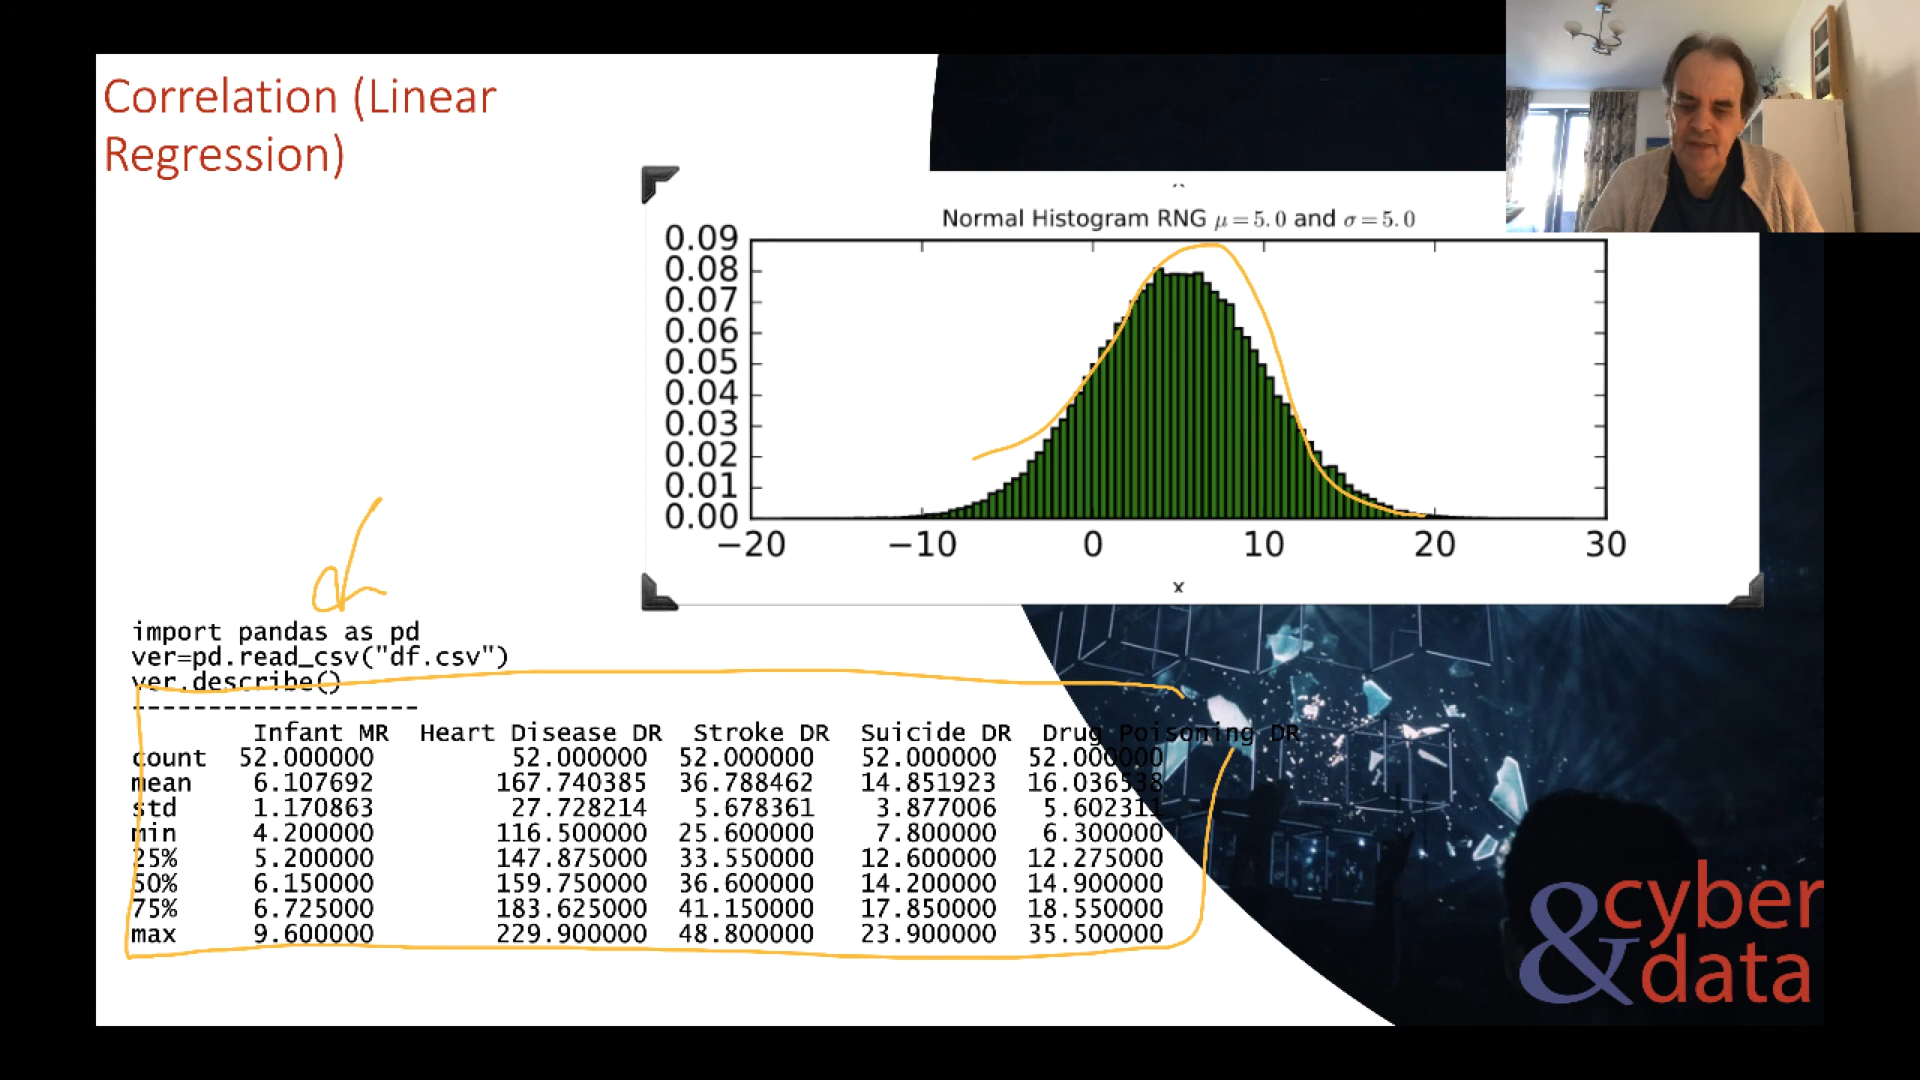 Correlation (Linear
Regression)
Normal Histogram RNG μ=5.0 and σ=5.0
0.09
0.08
0.07
0.06
0.05
0.04
0.03
0.02
0.01
0.00
−20 −10 0 10 20 30
x
import pandas as pd
ver=pd.read_csv("df.csv")
ver.describe()
-------------------
Infant MR Heart Disease DR Stroke DR Suicide DR Drug Poisoning DR
count 52.000000 52.000000 52.000000 52.000000 52.000000
mean 6.107692 167.740385 36.788462 14.851923 16.036538
std 1.170863 27.728214 5.678361 3.877006 5.602311
min 4.200000 116.500000 25.600000 7.800000 6.300000
25% 5.200000 147.875000 33.550000 12.600000 12.275000
50% 6.150000 159.750000 36.600000 14.200000 14.900000
75% 6.725000 183.625000 41.150000 17.850000 18.550000
max 9.600000 229.900000 48.800000 23.900000 35.500000
cyber
&data